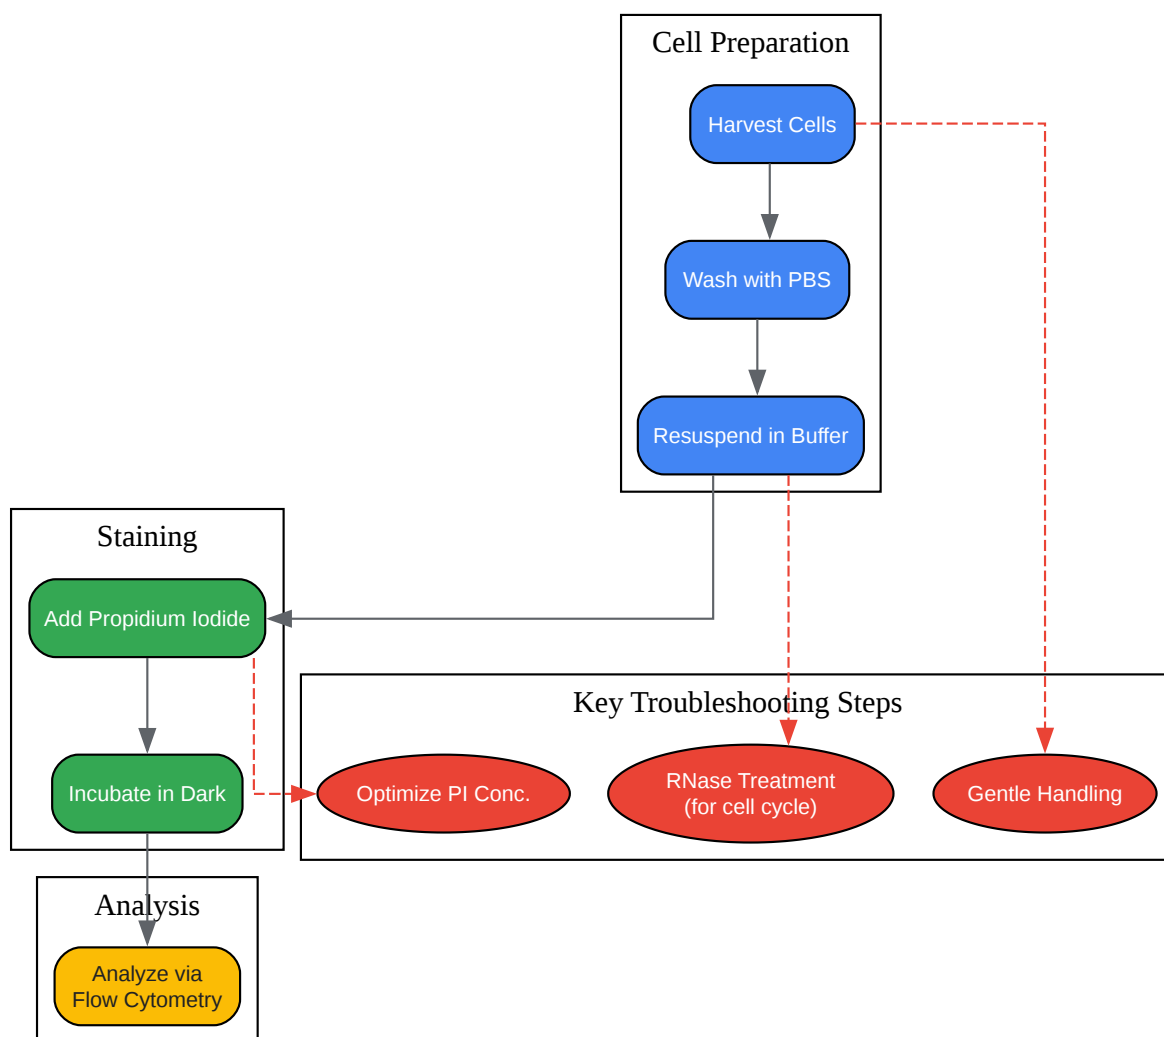 Cell Preparation
Harvest Cells
Wash with PBS
Resuspend in Buffer
Staining
Add Propidium Iodide
Incubate in Dark
Key Troubleshooting Steps
Optimize PI Conc.
RNase Treatment
(for cell cycle)
Gentle Handling
Analysis
Analyze via
Flow Cytometry